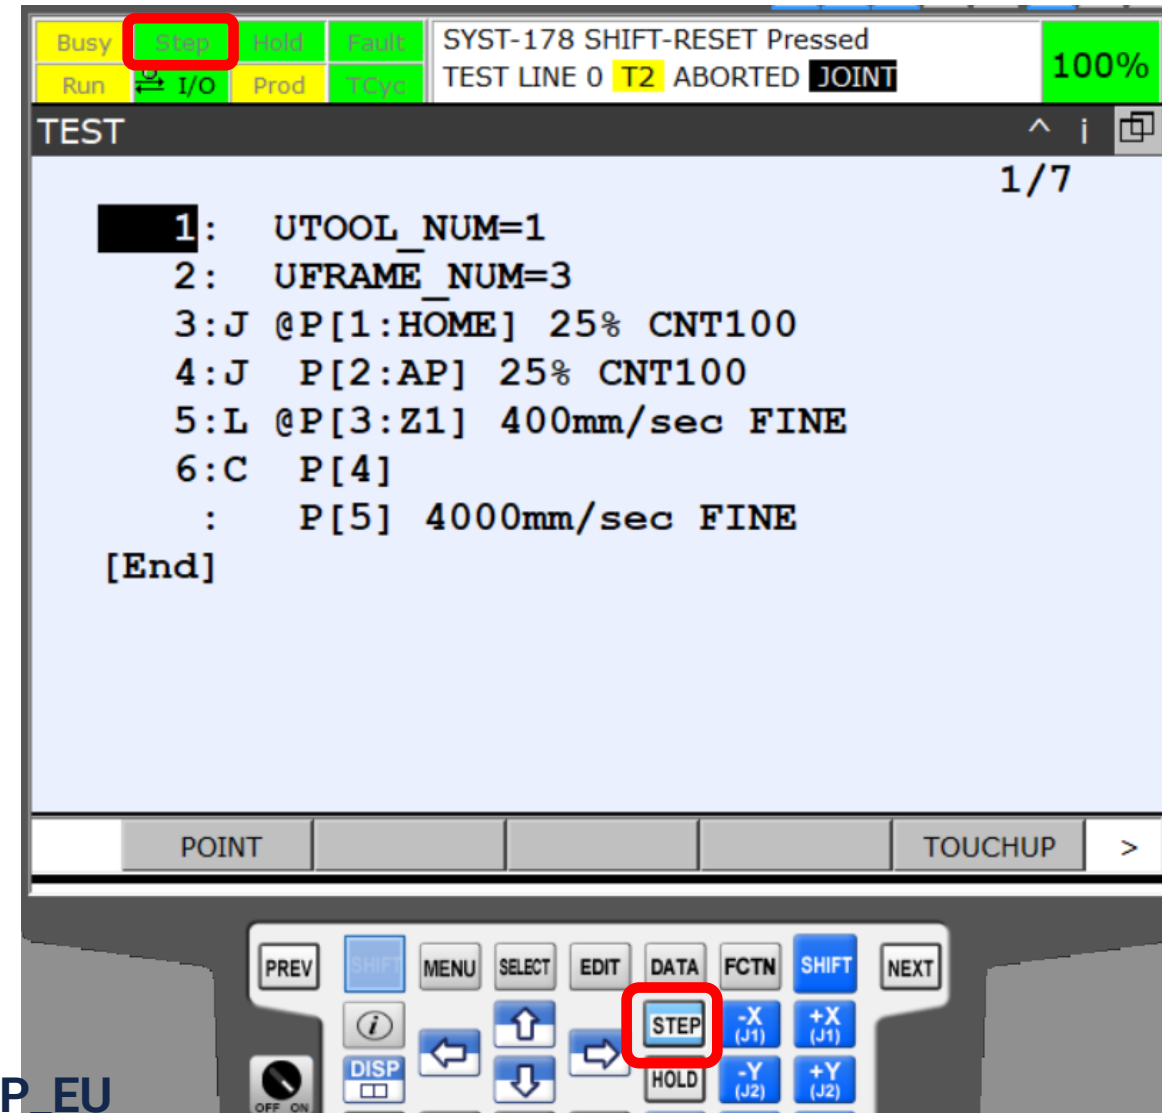 Busy Step Hold Fault SYST-178 SHIFT-RESET Pressed
Run I/O Prod TCyc TEST LINE 0 T2 ABORTED JOINT 100%
TEST ^ i
1/7
1: UTOOL_NUM=1
2: UFRAME_NUM=3
3:J @P[1:HOME] 25% CNT100
4:J P[2:AP] 25% CNT100
5:L @P[3:Z1] 400mm/sec FINE
6:C P[4]
: P[5] 4000mm/sec FINE
[End]
POINT TOUCHUP >
PREV SHIFT MENU SELECT EDIT DATA FCTN SHIFT NEXT
i STEP -X (J1) +X (J1)
DISP HOLD -Y (J2) +Y (J2)
OFF ON
P_EU